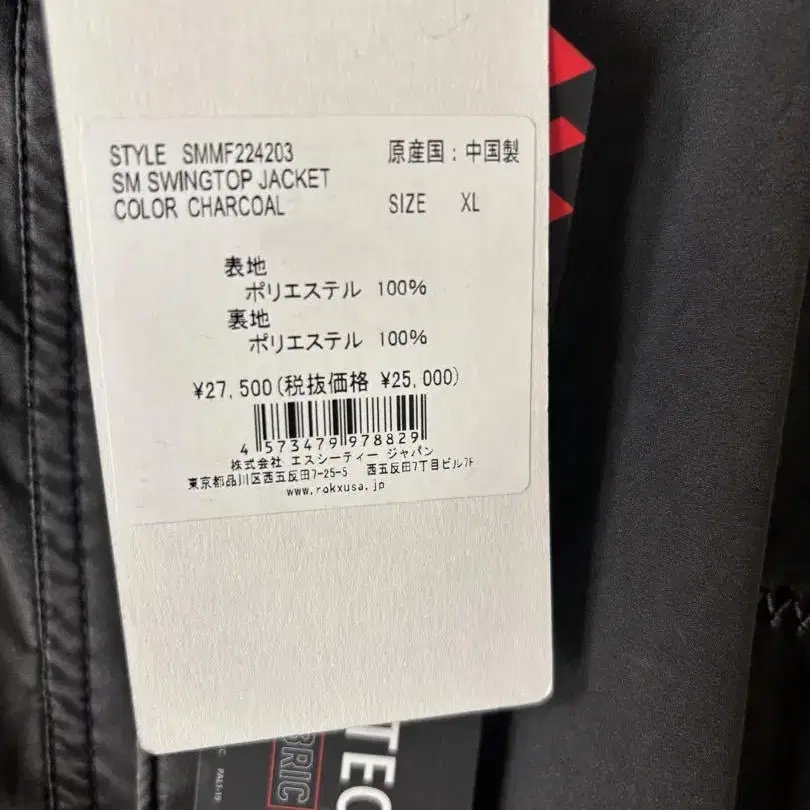 STYLE SMMF224203 原産国：中国製
SM SWINGTOP JACKET
COLOR CHARCOAL SIZE XL
表地
ポリエステル 100%
裏地
ポリエステル 100%
¥27,500(税抜価格 ¥25,000)
4 573479 978829
株式会社 エスシーティー ジャパン
東京都品川区西五反田7-25-5 西五反田7丁目ビル7F
www.rokxusa.jp
TEC
BRIC